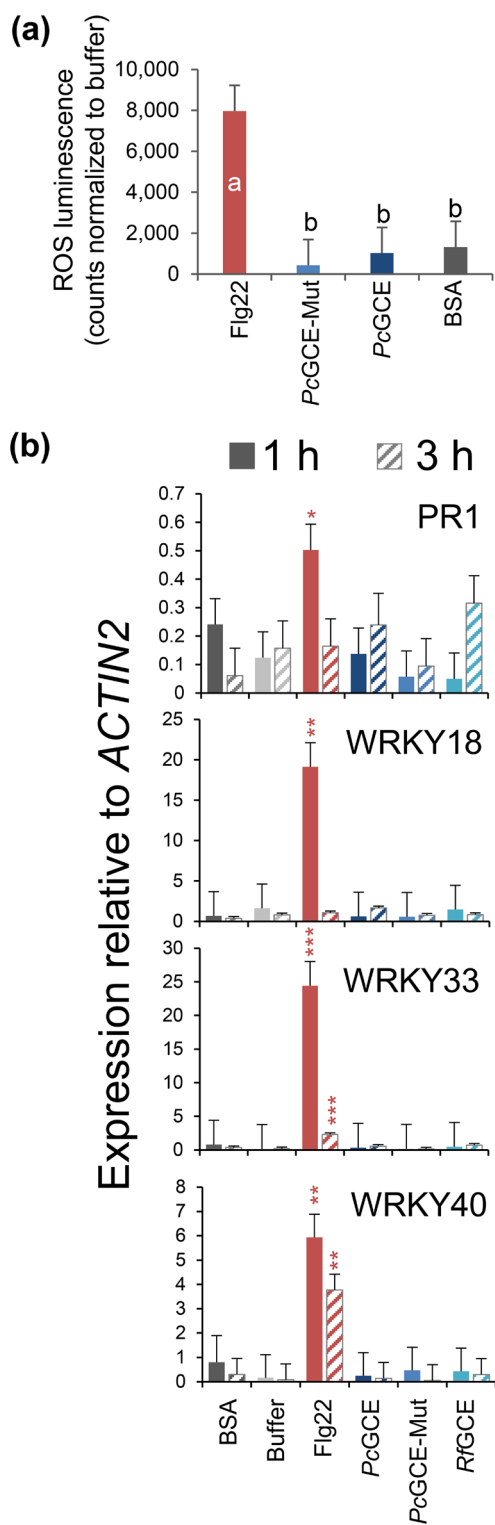 (a)
ROS luminescence
(counts normalized to buffer)
10,000
8,000
6,000
4,000
2,000
0
a
b
b
b
Flg22
PcGCE-Mut
PcGCE
BSA
(b)
1 h
3 h
Expression relative to ACTIN2
PR1
0.7
0.6
0.5
0.4
0.3
0.2
0.1
0
*
WRKY18
25
20
15
10
5
0
**
WRKY33
30
25
20
15
10
5
0
***
***
WRKY40
8
7
6
5
4
3
2
1
0
**
**
BSA
Buffer
Flg22
PcGCE
PcGCE-Mut
RfGCE